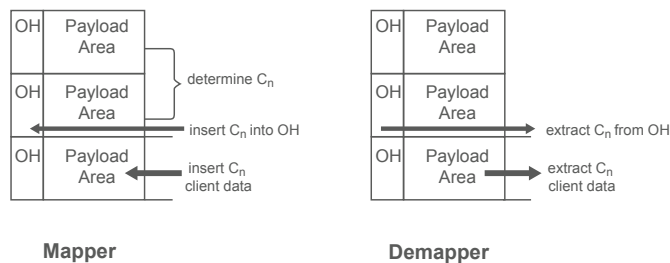 OH Payload Area
determine Cn
OH Payload Area
insert Cn into OH
OH Payload Area
insert Cn
client data
Mapper
OH Payload Area
OH Payload Area
extract Cn from OH
OH Payload Area
extract Cn
client data
Demapper